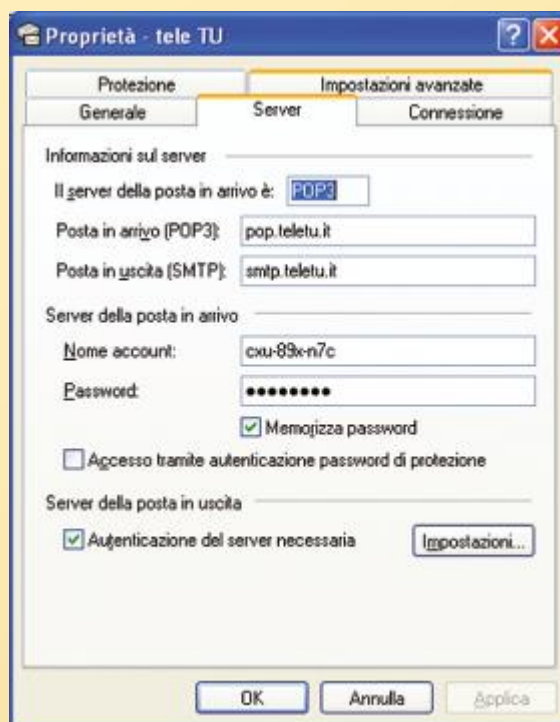 Proprietà - tele TU
Protezione Impostazioni avanzate
Generale Server Connessione
Informazioni sul server
Il server della posta in arrivo è: POP3
Posta in arrivo (POP3): pop.teletu.it
Posta in uscita (SMTP): smtp.teletu.it
Server della posta in arrivo
Nome account: cxu-89x-n7c
Password: ●●●●●●●●
Memorizza password
Accesso tramite autenticazione password di protezione
Server della posta in uscita
Autenticazione del server necessaria Impostazioni...
OK Annulla Applica